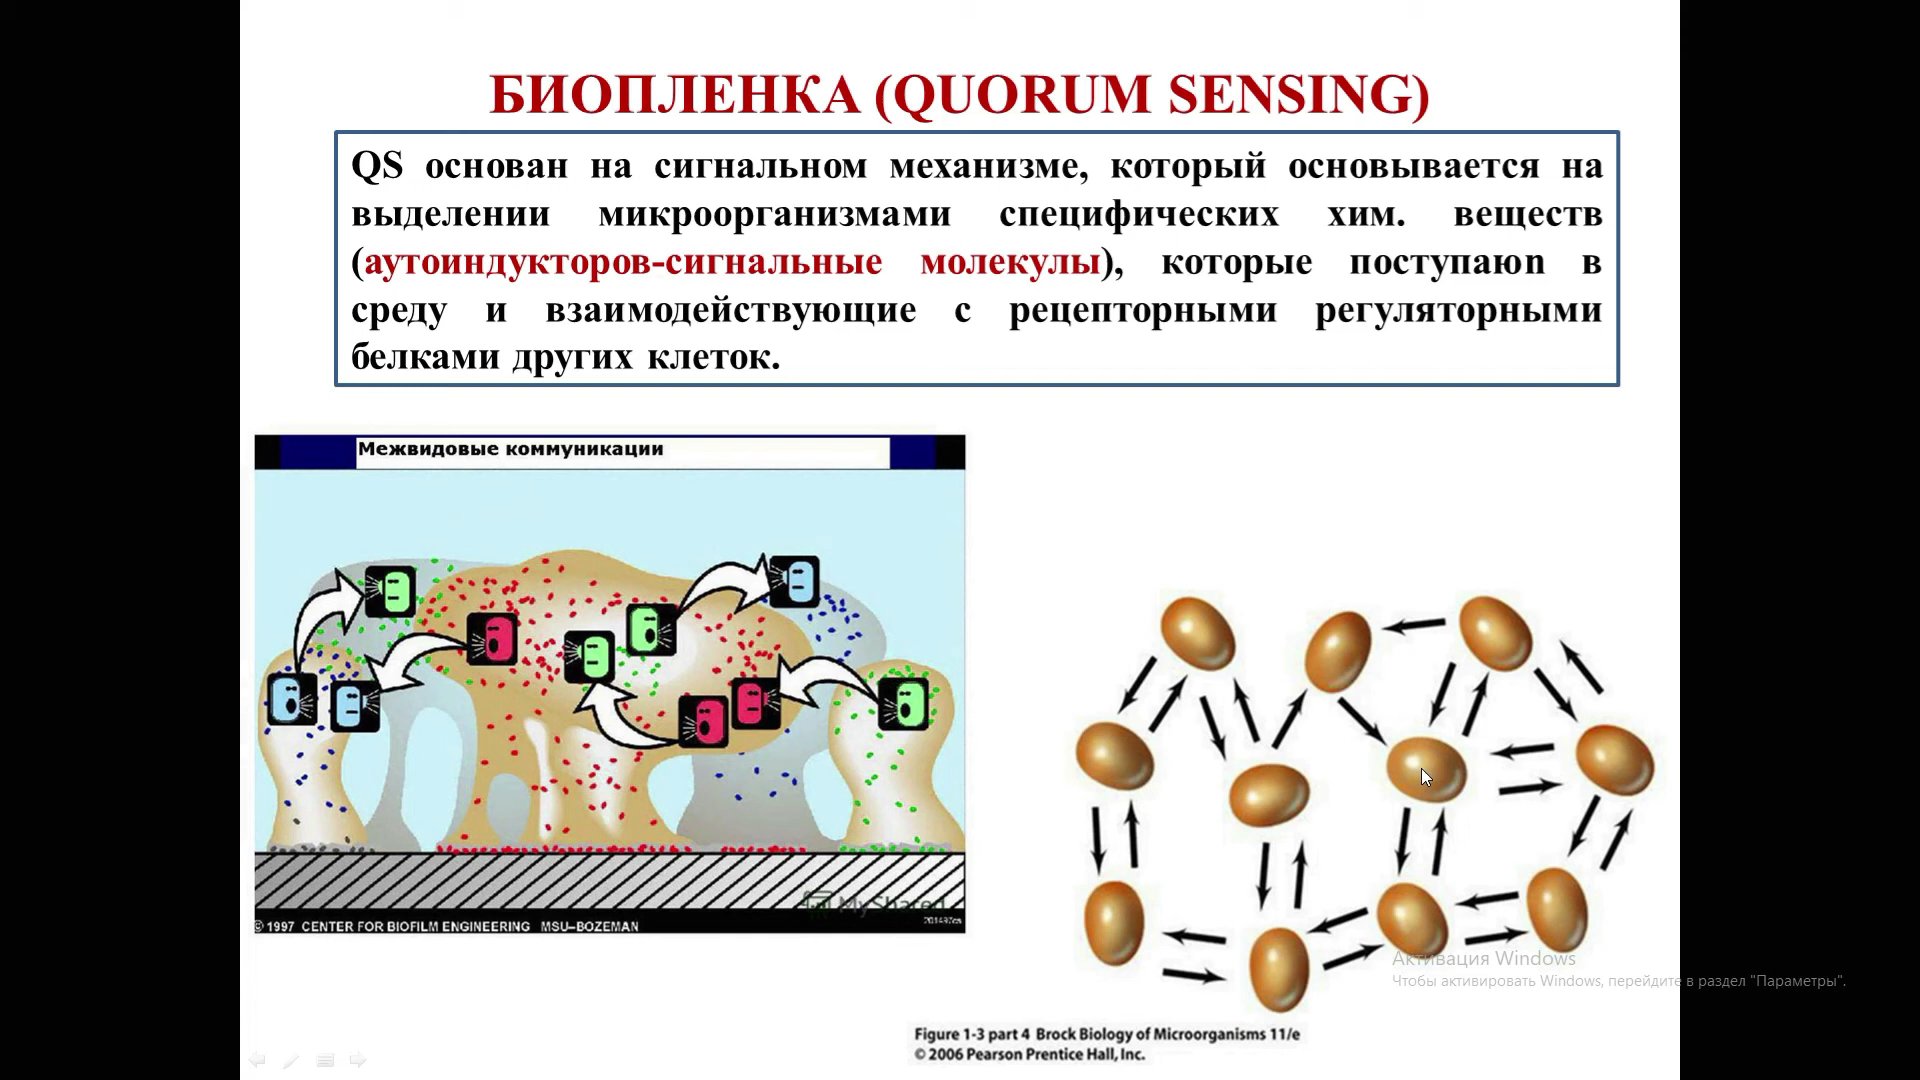 БИОПЛЕНКА (QUORUM SENSING)
QS основан на сигнальном механизме, который основывается на
выделении микроорганизмами специфических хим. веществ
(аутоиндукторов-сигнальные молекулы), которые поступаюn в
среду и взаимодействующие с рецепторными регуляторными
белками других клеток.
Межвидовые коммуникации
MyShared
© 1997 CENTER FOR BIOFILM ENGINEERING MSU–BOZEMAN
Активация Windows
Чтобы активировать Windows, перейдите в раздел "Параметры".
Figure 1-3 part 4 Brock Biology of Microorganisms 11/e
© 2006 Pearson Prentice Hall, Inc.